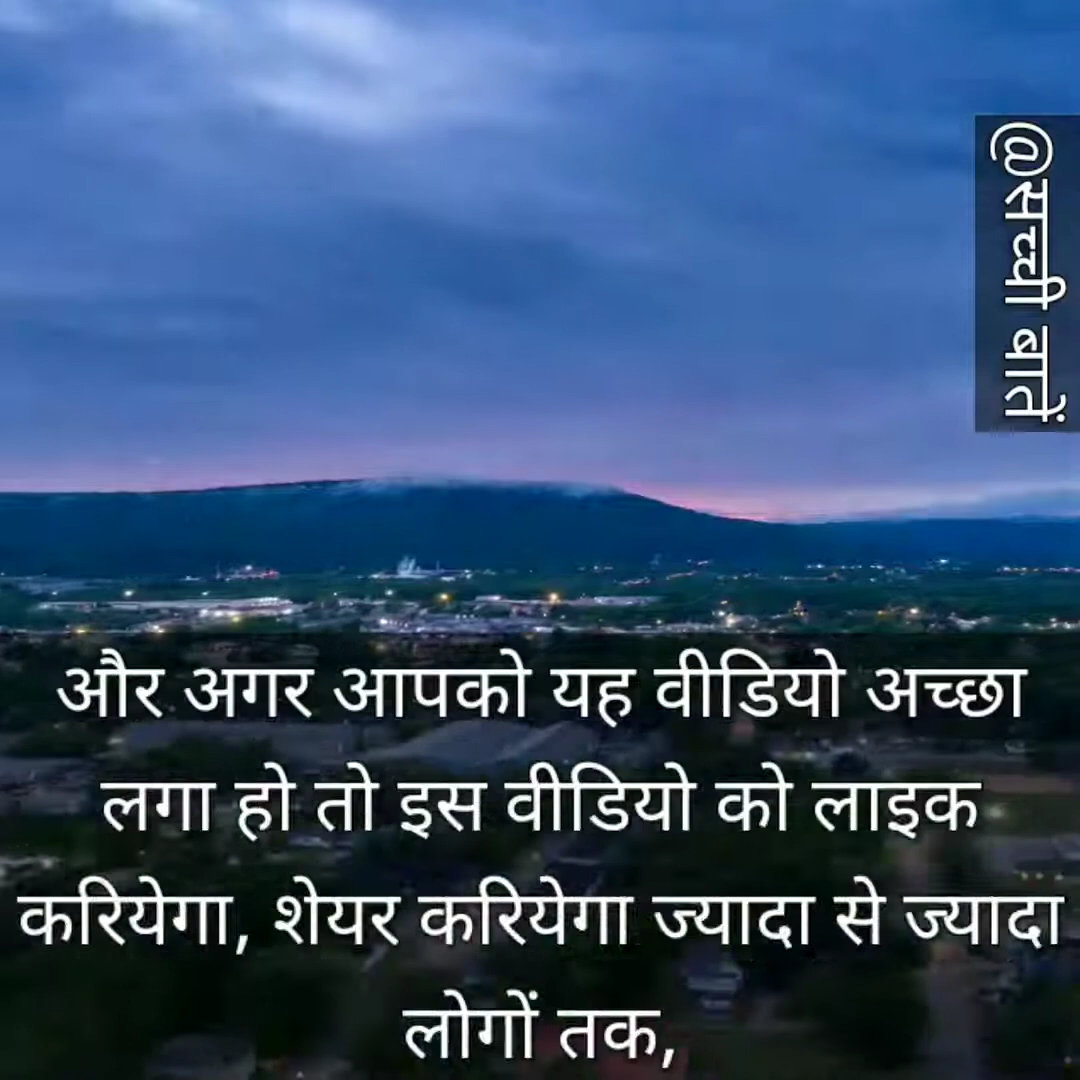 @सच्ची बातें
और अगर आपको यह वीडियो अच्छा
लगा हो तो इस वीडियो को लाइक
करियेगा, शेयर करियेगा ज्यादा से ज्यादा
लोगों तक,